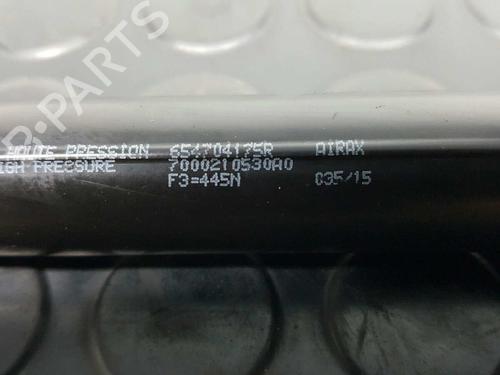 HAUTE PRESSION 654704175R AIRAX
HIGH PRESSURE 7000210530A0
F3=445N 035/15
B-PARTS